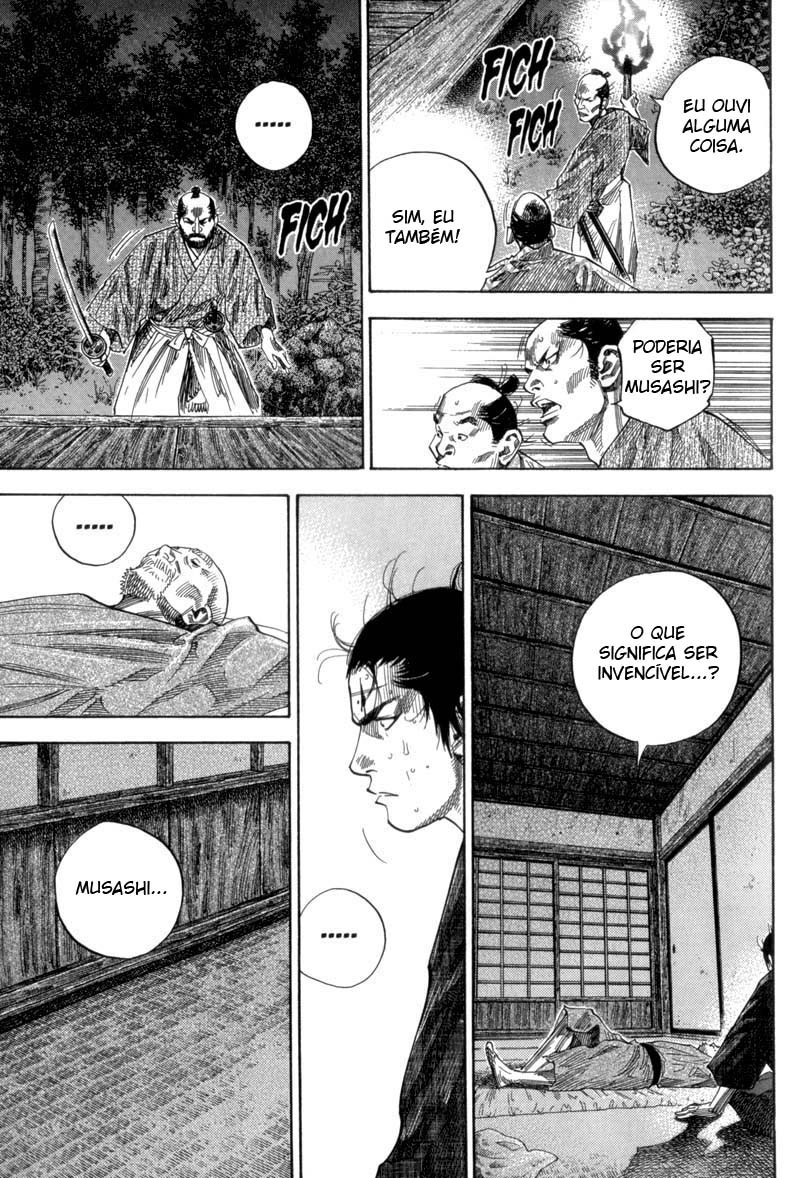 EU OUVI
ALGUMA
COISA.
FICH
FICH
SIM, EU
TAMBÉM!
.....
FICH
PODERIA
SER
MUSASHI?
O QUE
SIGNIFICA SER
INVENCÍVEL...?
.....
.....
MUSASHI...